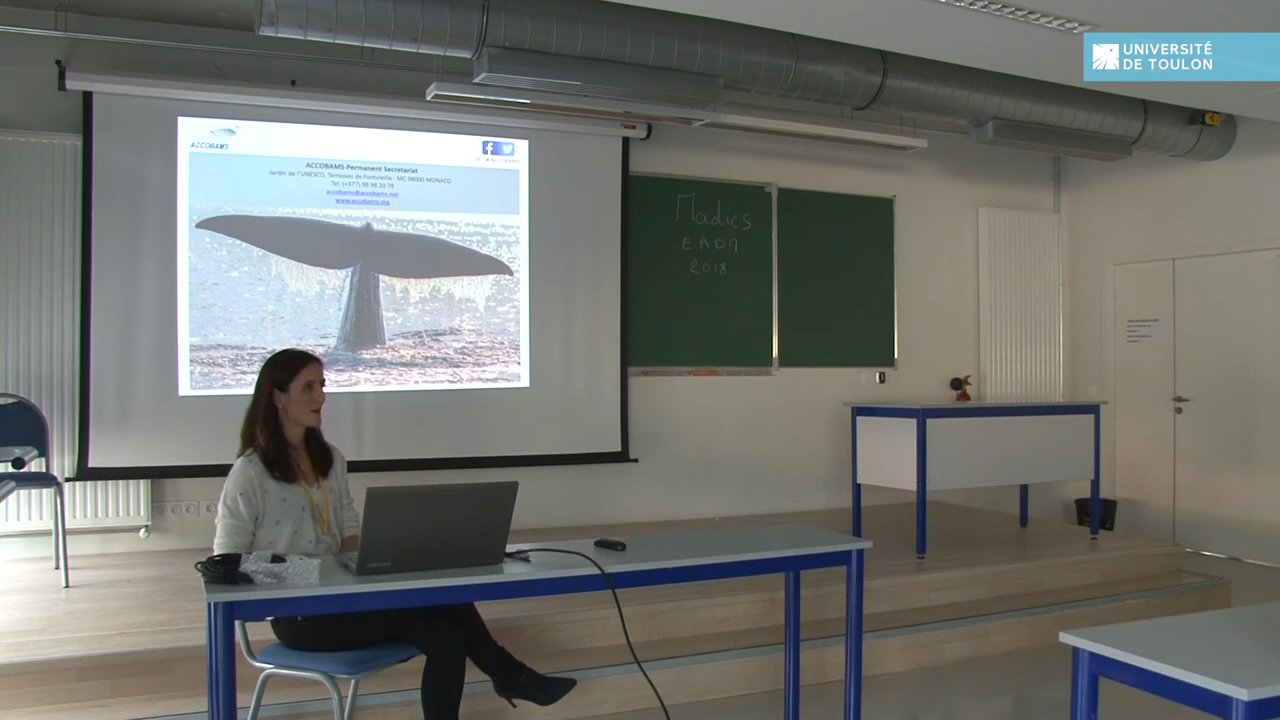 UNIVERSITÉ
DE TOULON
ACCOBAMS
ACCOBAMS Permanent Secretariat
Jardin de l'UNESCO, Terrasses de Fontvieille - MC 98000 MONACO
Tel: (+377) 98 98 20 78
accobams@accobams.net
www.accobams.org
Madics
EADM
2018